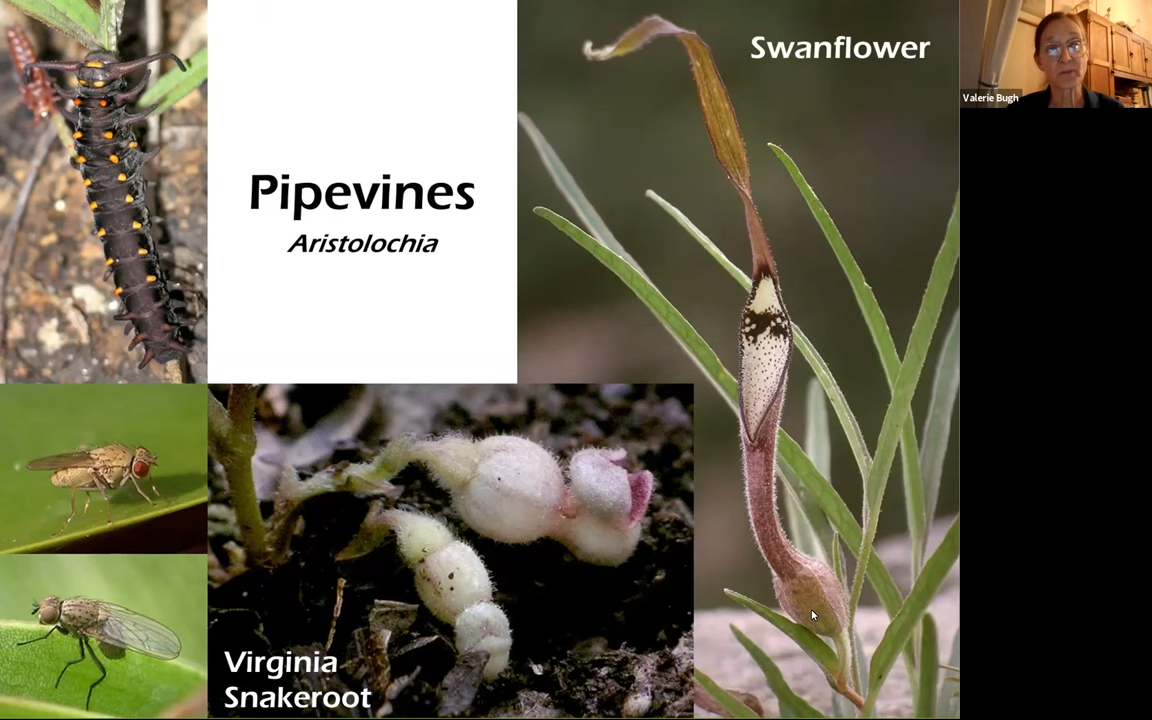 Swanflower
Valerie Bugh
Pipevines
Aristolochia
Virginia
Snakeroot